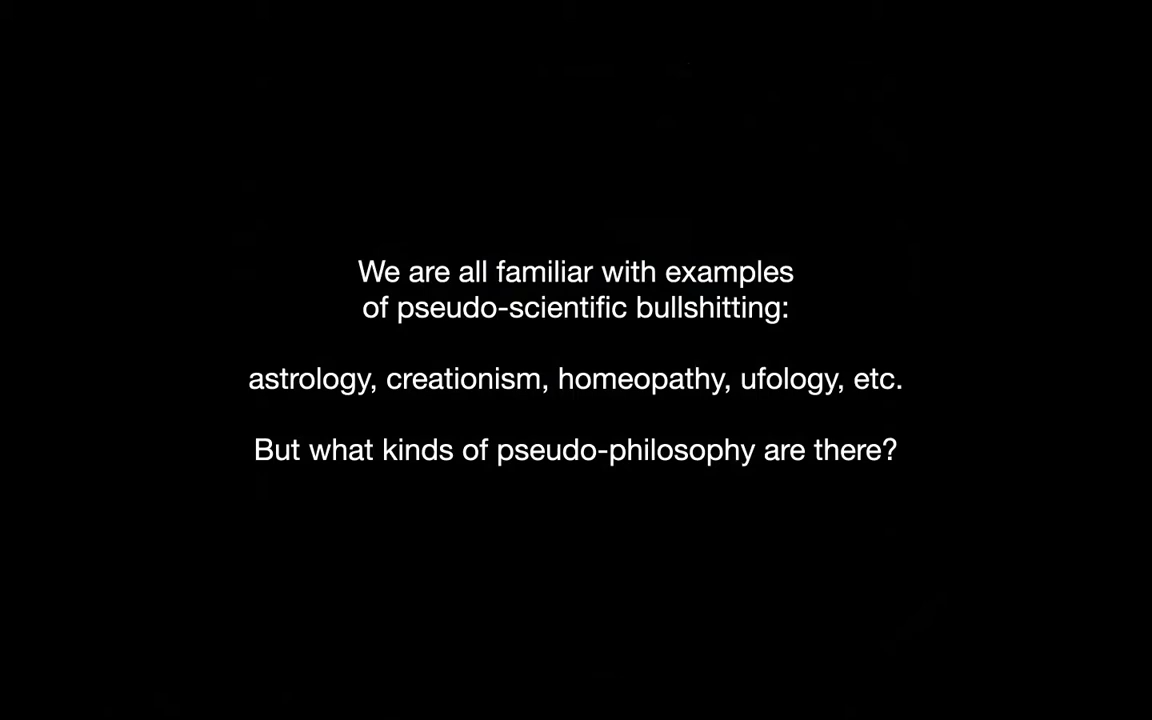 We are all familiar with examples
of pseudo-scientific bullshitting:
astrology, creationism, homeopathy, ufology, etc.
But what kinds of pseudo-philosophy are there?